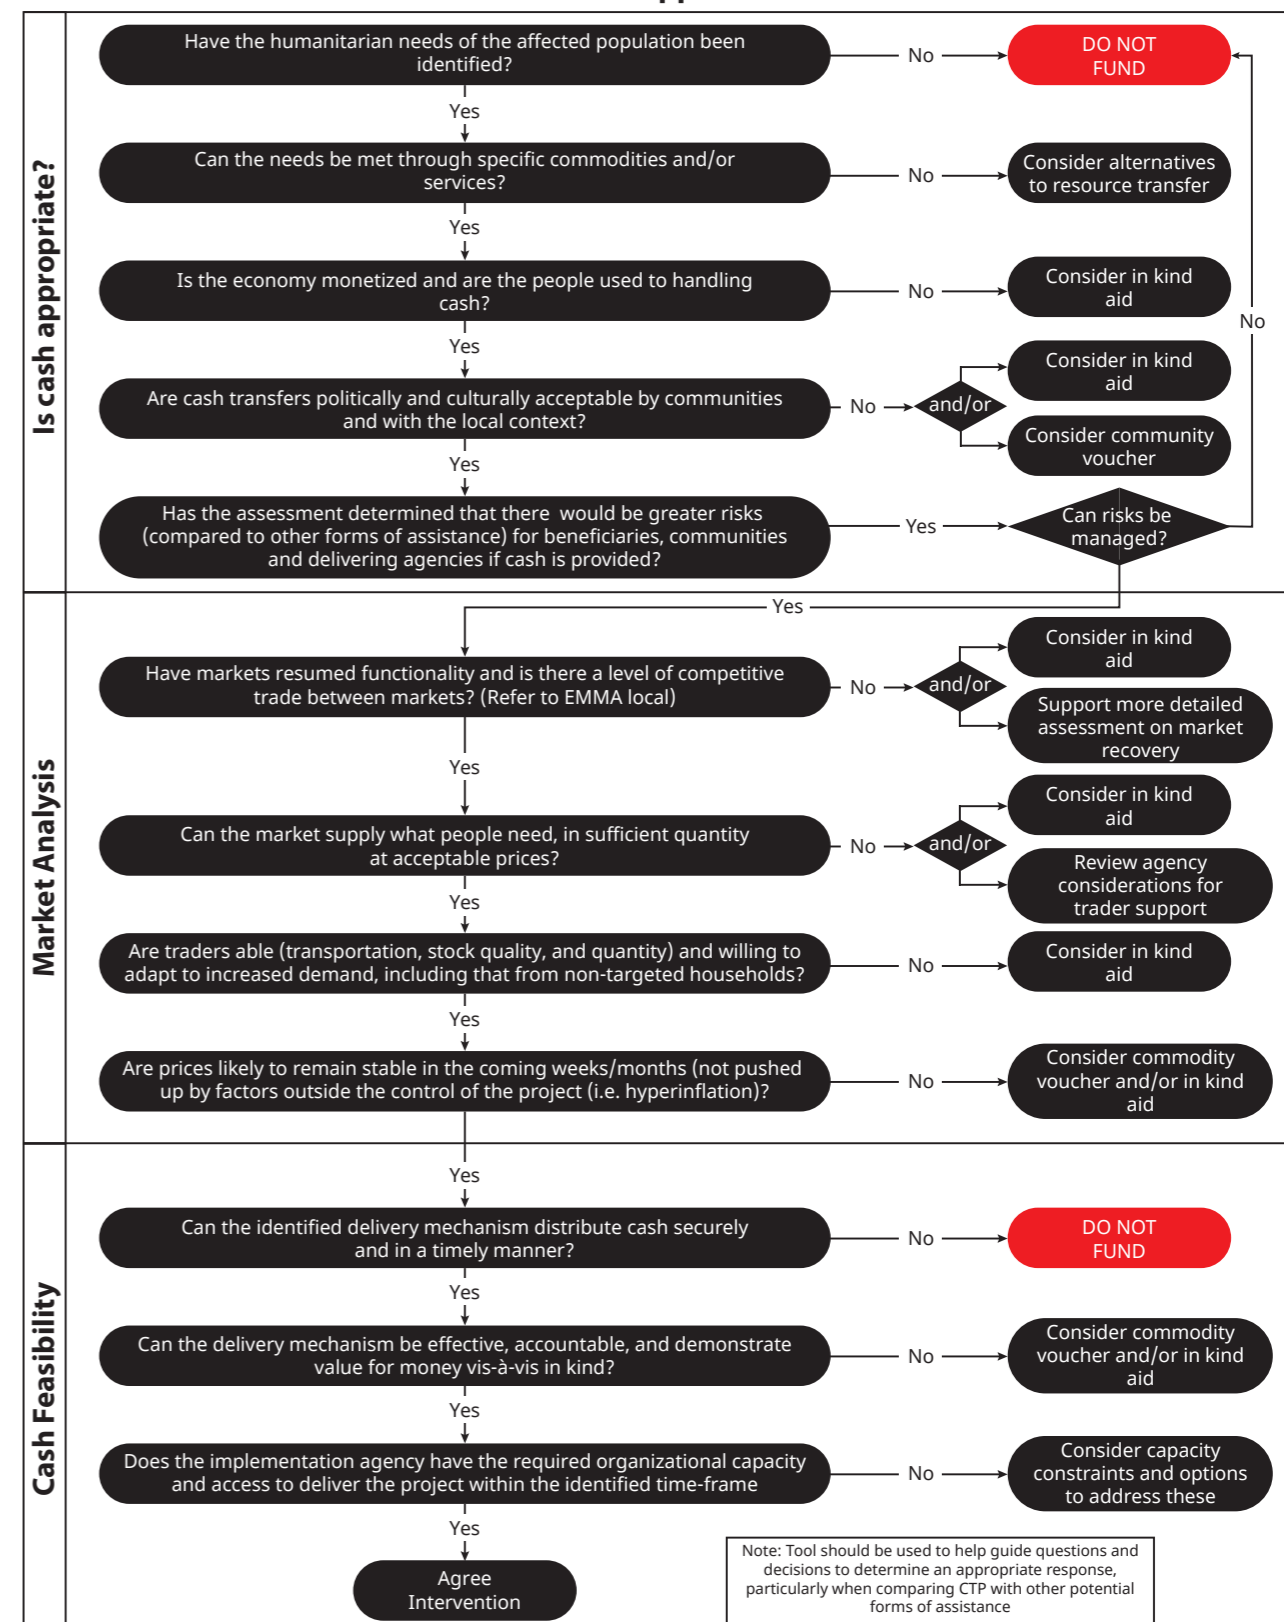 Is cash appropriate?
Have the humanitarian needs of the affected population been
identified?
No
DO NOT
FUND
Yes
Can the needs be met through specific commodities and/or
services?
No
Consider alternatives
to resource transfer
Yes
Is the economy monetized and are the people used to handling
cash?
No
Consider in kind
aid
No
Yes
Are cash transfers politically and culturally acceptable by communities
and with the local context?
No
and/or
Consider in kind
aid
Consider community
voucher
Yes
Has the assessment determined that there would be greater risks
(compared to other forms of assistance) for beneficiaries, communities
and delivering agencies if cash is provided?
Yes
Can risks be
managed?
Yes
Market Analysis
Have markets resumed functionality and is there a level of competitive
trade between markets? (Refer to EMMA local)
No
and/or
Consider in kind
aid
Support more detailed
assessment on market
recovery
Yes
Can the market supply what people need, in sufficient quantity
at acceptable prices?
No
and/or
Consider in kind
aid
Review agency
considerations for
trader support
Yes
Are traders able (transportation, stock quality, and quantity) and willing to
adapt to increased demand, including that from non-targeted households?
No
Consider in kind
aid
Yes
Are prices likely to remain stable in the coming weeks/months (not pushed
up by factors outside the control of the project (i.e. hyperinflation)?
No
Consider commodity
voucher and/or in kind
aid
Yes
Cash Feasibility
Can the identified delivery mechanism distribute cash securely
and in a timely manner?
No
DO NOT
FUND
Yes
Can the delivery mechanism be effective, accountable, and demonstrate
value for money vis-à-vis in kind?
No
Consider commodity
voucher and/or in kind
aid
Yes
Does the implementation agency have the required organizational capacity
and access to deliver the project within the identified time-frame
No
Consider capacity
constraints and options
to address these
Yes
Agree
Intervention
Note: Tool should be used to help guide questions and
decisions to determine an appropriate response,
particularly when comparing CTP with other potential
forms of assistance